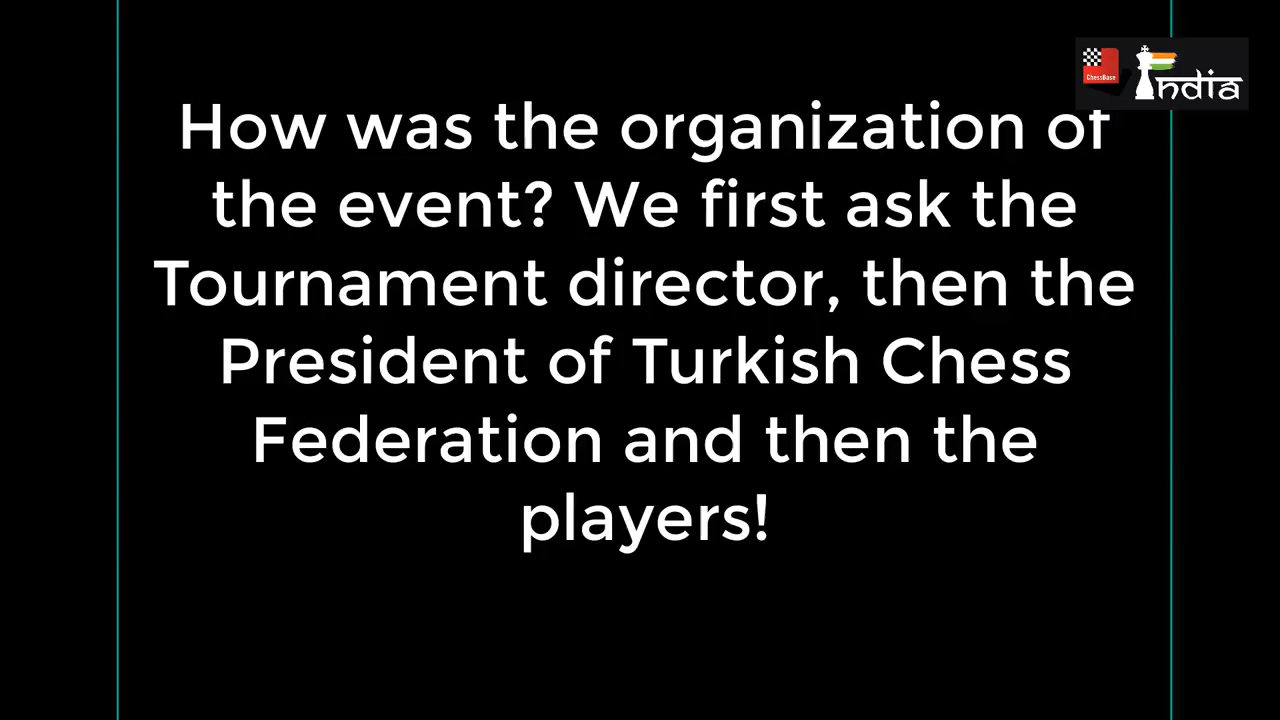 ChessBase
India
How was the organization of
the event? We first ask the
Tournament director, then the
President of Turkish Chess
Federation and then the
players!